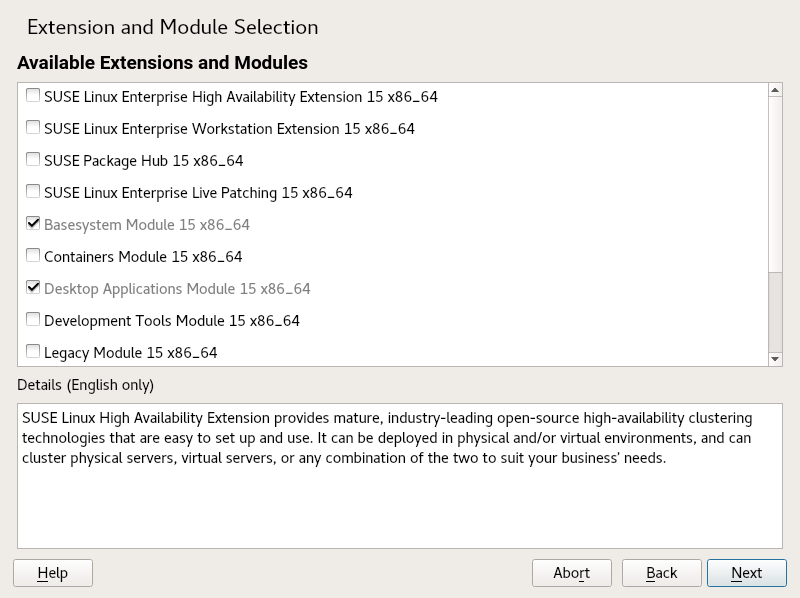 Extension and Module Selection
Available Extensions and Modules
SUSE Linux Enterprise High Availability Extension 15 x86_64
SUSE Linux Enterprise Workstation Extension 15 x86_64
SUSE Package Hub 15 x86_64
SUSE Linux Enterprise Live Patching 15 x86_64
Basesystem Module 15 x86_64
Containers Module 15 x86_64
Desktop Applications Module 15 x86_64
Development Tools Module 15 x86_64
Legacy Module 15 x86_64
Details (English only)
SUSE Linux High Availability Extension provides mature, industry-leading open-source high-availability clustering
technologies that are easy to set up and use. It can be deployed in physical and/or virtual environments, and can
cluster physical servers, virtual servers, or any combination of the two to suit your business' needs.
Help Abort Back Next